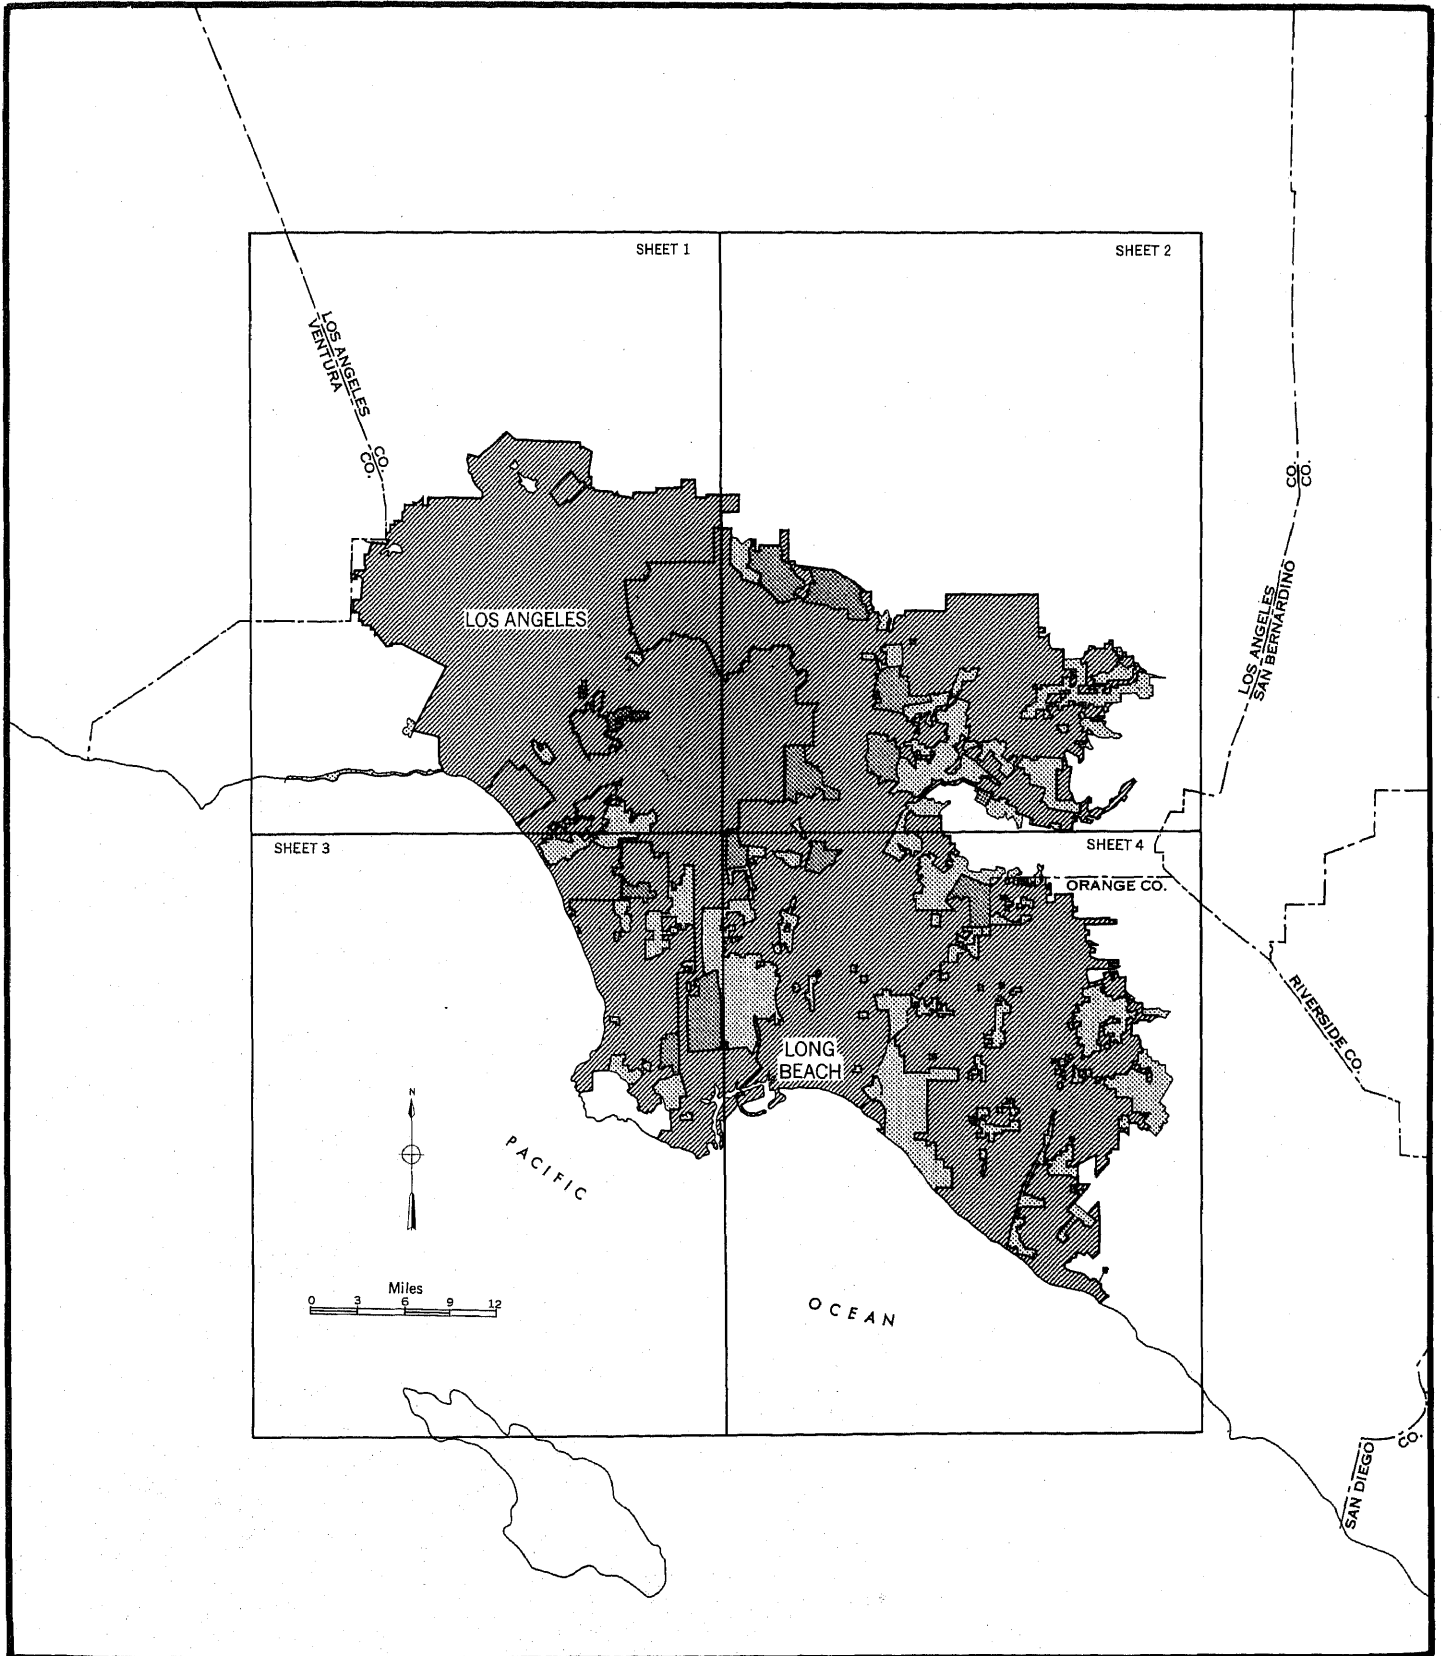 SHEET 1
SHEET 2
LOS ANGELES CO.
VENTURA CO.
CO.
CO.
LOS ANGELES
SAN BERNARDINO
LOS ANGELES
SHEET 3
SHEET 4
ORANGE CO.
RIVERSIDE CO.
LONG
BEACH
N
PACIFIC
Miles
0 3 6 9 12
OCEAN
SAN DIEGO CO.